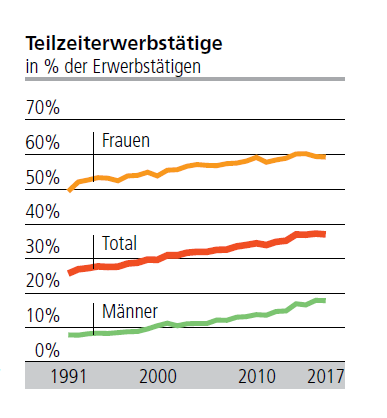 Teilzeiterwerbstätige
in % der Erwerbstätigen
70%
60%
Frauen
50%
40%
Total
30%
20%
Männer
10%
0%
1991 2000 2010 2017